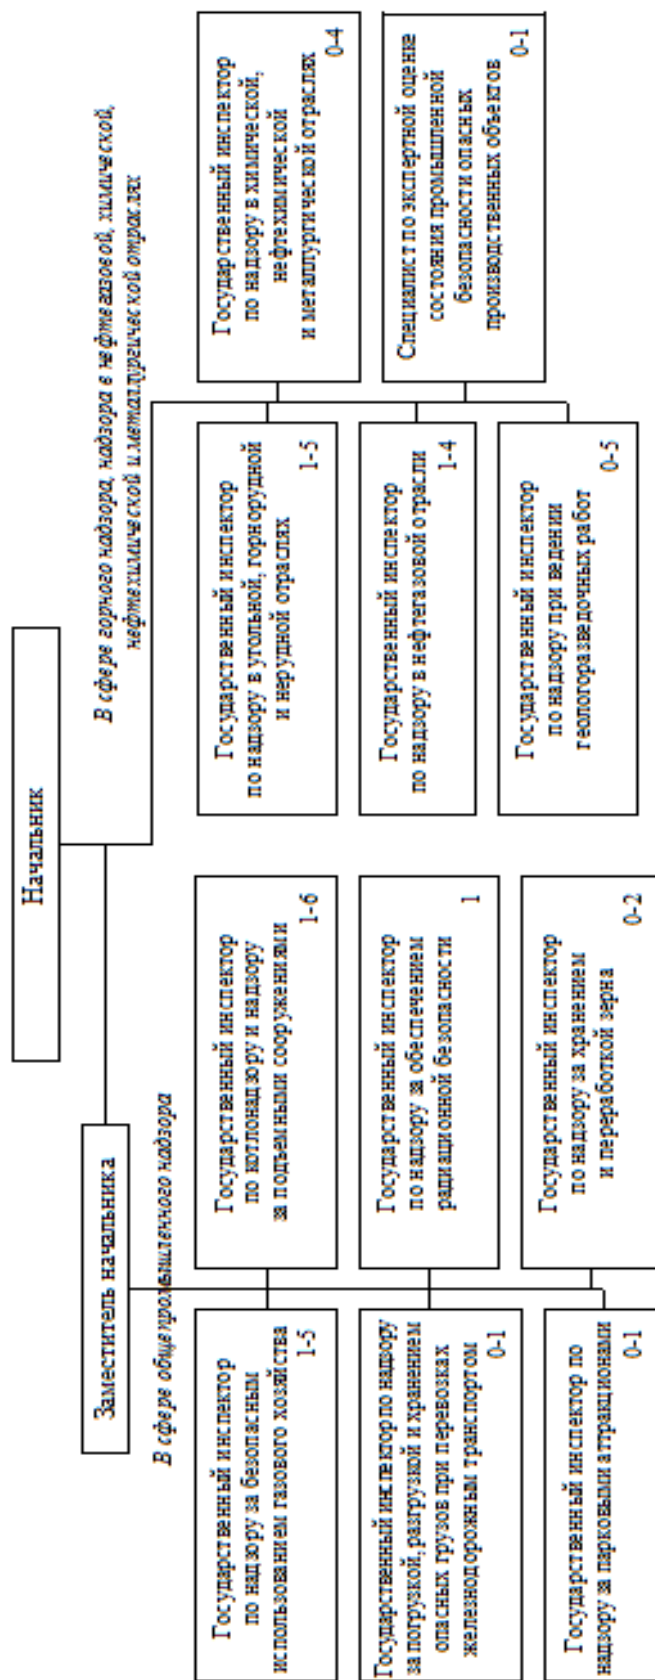 Начальник
Заместитель начальника
В сфере общепромышленного надзора
Государственный инспектор
по надзору за безопасным
использованием газового хозяйства
1-5
Государственный инспектор
по котлонадзору и надзору
за подъемными сооружениями
1-6
Государственный инспектор по надзору
за погрузкой, разгрузкой и хранением
опасных грузов при перевозках
железнодорожным транспортом
0-1
Государственный инспектор
по надзору за обеспечением
радиационной безопасности
1
Государственный инспектор по
надзору за парковыми аттракционами
0-1
Государственный инспектор
по надзору за хранением
и переработкой зерна
0-2
В сфере горного надзора, надзора в нефтегазовой, химической,
нефтехимической и металлургической отраслях
Государственный инспектор
по надзору в угольной, горнорудной
и нерудной отраслях
1-5
Государственный инспектор
по надзору в химической,
нефтехимической
и металлургической отраслях
0-4
Государственный инспектор
по надзору в нефтегазовой отрасли
1-4
Специалист по экспертной оценке
состояния промышленной
безопасности опасных
производственных объектов
0-1
Государственный инспектор
по надзору при ведении
геологоразведочных работ
0-5